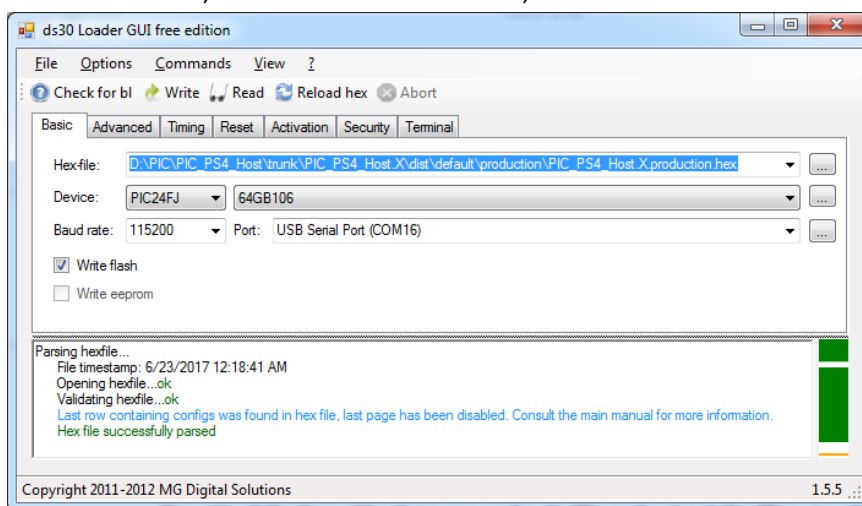 ds30 Loader GUI free edition
File Options Commands View ?
Check for bl Write Read Reload hex Abort
Basic Advanced Timing Reset Activation Security Terminal
Hex-file: D:\PIC\PIC_PS4_Host\trunk\PIC_PS4_Host.X\dist\default\production\PIC_PS4_Host.X.production.hex ...
Device: PIC24FJ 64GB106 ...
Baud rate: 115200 Port: USB Serial Port (COM16) ...
Write flash
Write eeprom
Parsing hexfile...
File timestamp: 6/23/2017 12:18:41 AM
Opening hexfile...ok
Validating hexfile...ok
Last row containing configs was found in hex file, last page has been disabled. Consult the main manual for more information.
Hex file successfully parsed
Copyright 2011-2012 MG Digital Solutions 1.5.5